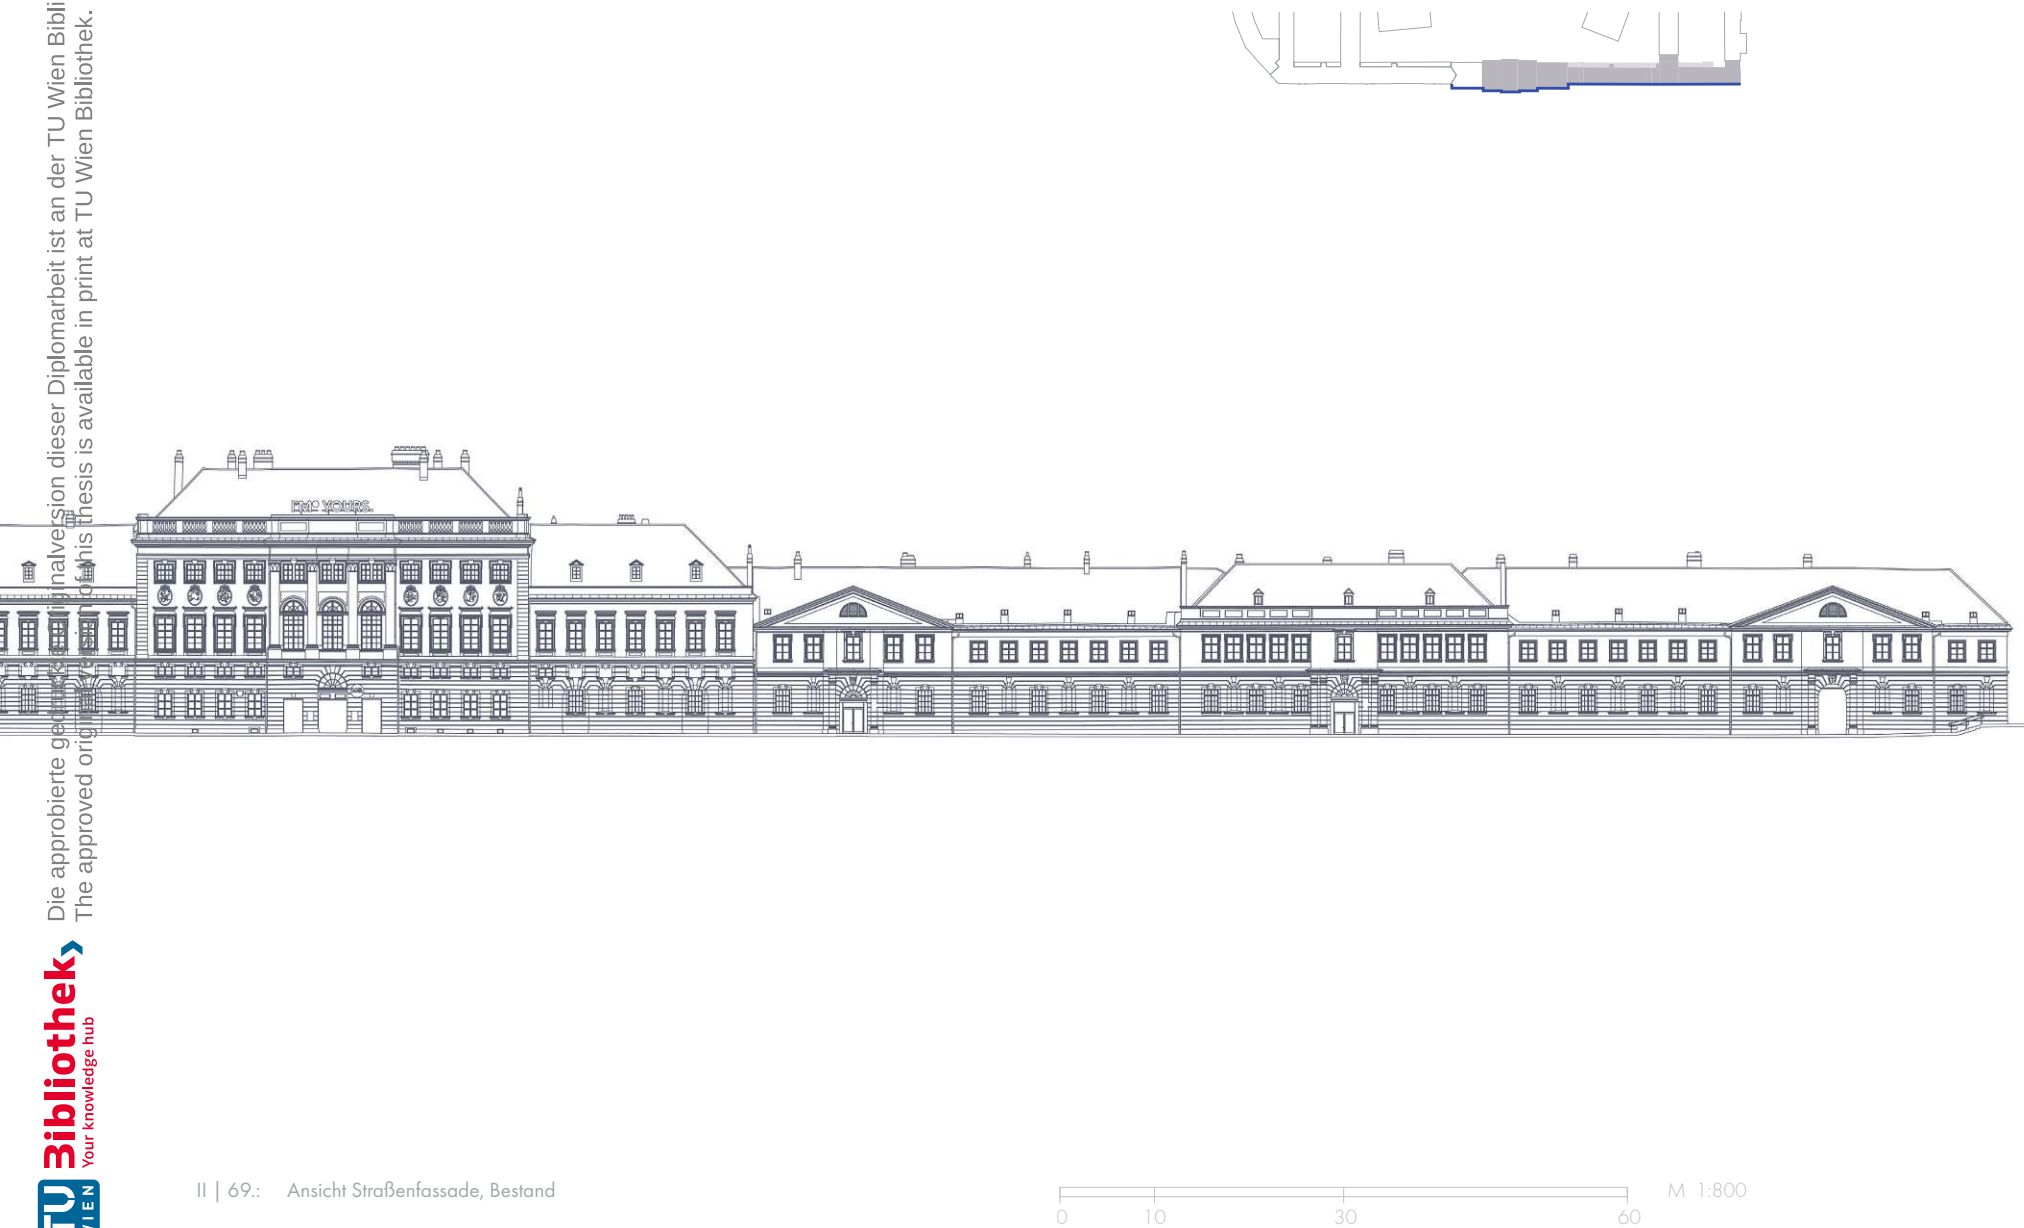 Die approbierte gedruckte Originalversion dieser Diplomarbeit ist an der TU Wien Bibli
The approved original version of this thesis is available in print at TU Wien Bibliothek.
TU
WIEN
Bibliothek
Your knowledge hub
YOURS
II | 69.: Ansicht Straßenfassade, Bestand
0 10 30 60
M 1:800